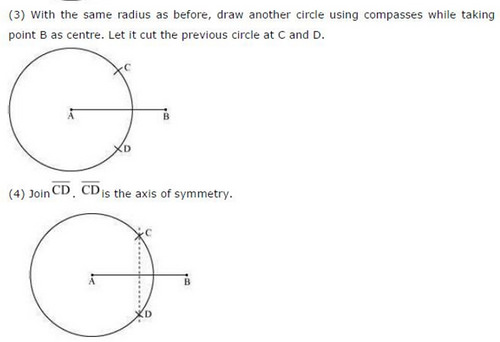 (3) With the same radius as before, draw another circle using compasses while taking
point B as centre. Let it cut the previous circle at C and D.
C
A
B
D
(4) Join CD . CD is the axis of symmetry.
C
A
B
D